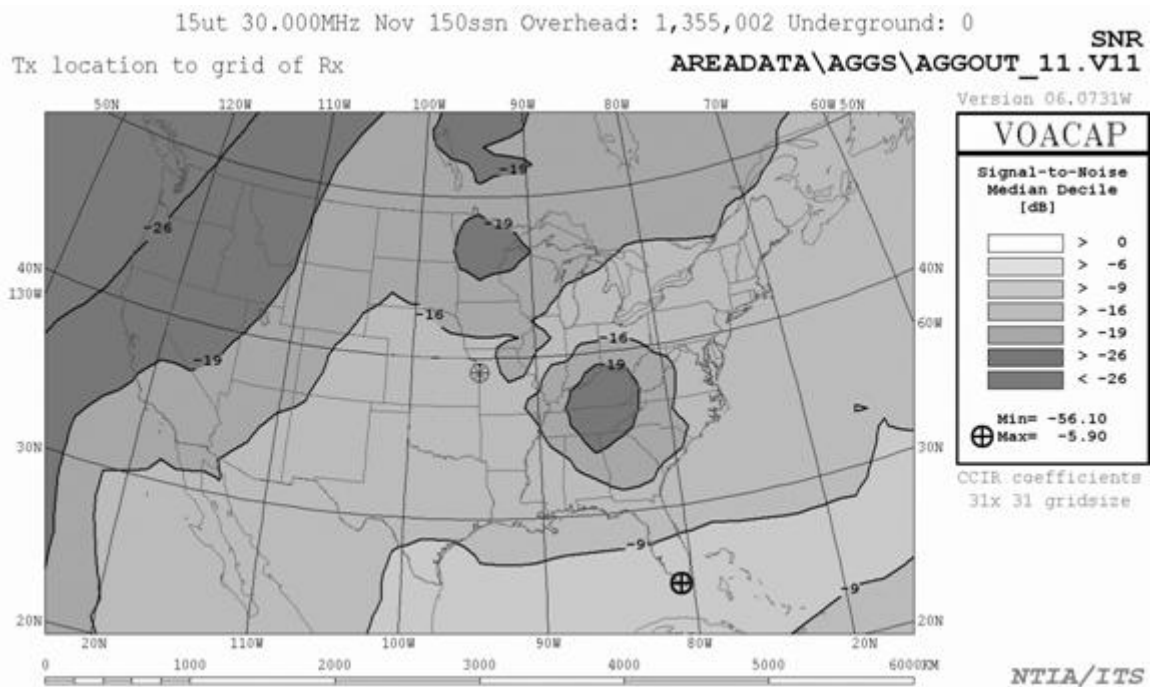 15ut 30.000MHz Nov 150ssn Overhead: 1,355,002 Underground: 0
SNR
Tx location to grid of Rx
AREADATA\AGGS\AGGOUT_11.V11
Version 06.0731W
50N 120W 110W 100W 90W 80W 70W 60W 50N
VOACAP
Signal-to-Noise
Median Decile
[dB]
> 0
> -6
> -9
> -16
> -19
> -26
< -26
Min= -56.10
Max= -5.90
CCIR coefficients
31x 31 gridsize
-19
-26
-19
40N 40N
130W
60W
-16
-16
-19
-19
30N 30N
-9
-9
20N 20N
20N 110W 100W 90W 80W 20N
0 1000 2000 3000 4000 5000 6000KM
NTIA/ITS